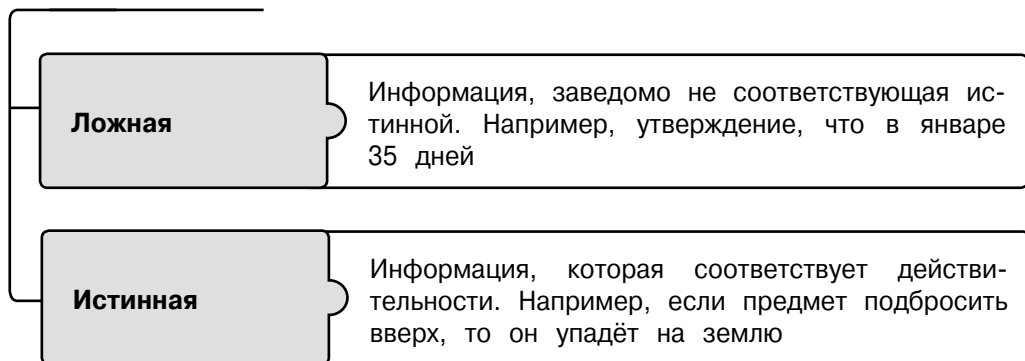 Ложная
Информация, заведомо не соответствующая ис-
тинной. Например, утверждение, что в январе
35 дней
Истинная
Информация, которая соответствует действи-
тельности. Например, если предмет подбросить
вверх, то он упадёт на землю